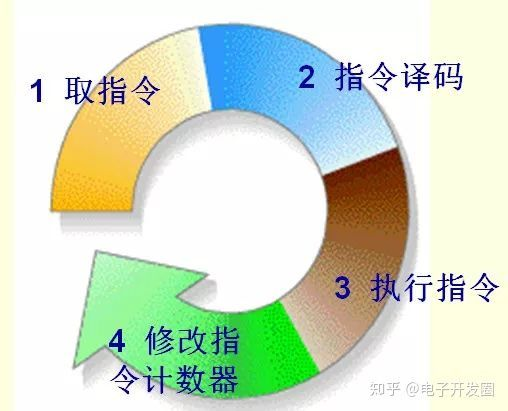 1 取指令
2 指令译码
3 执行指令
4 修改指
令计数器
知乎 @电子开发圈